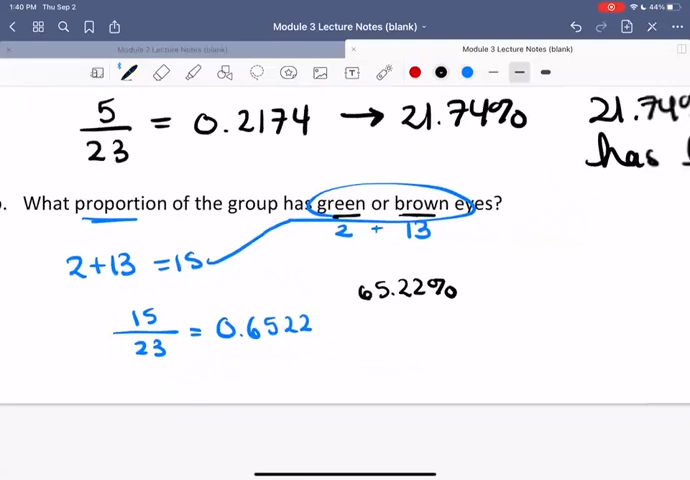 1:40 PM Thu Sep 2
44%
Module 3 Lecture Notes (blank)
Module 3 Lecture Notes (blank)
Module 3 Lecture Notes (blank)
5
23
= 0.2174 → 21.74%
21.74%
has
What proportion of the group has green or brown eyes?
2 + 13
2+13 =15
65.22%
15
23
= 0.6522